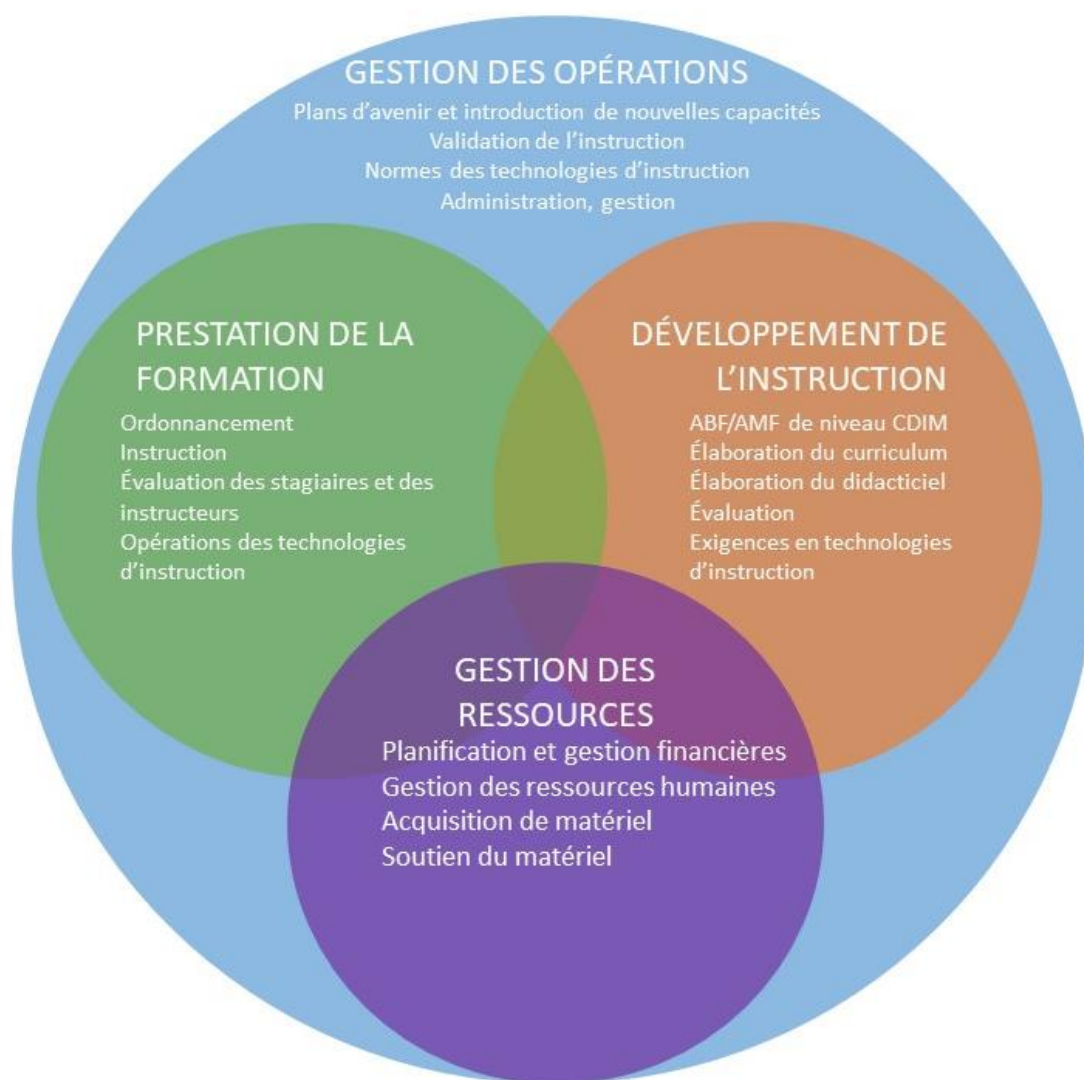 GESTION DES OPÉRATIONS
Plans d’avenir et introduction de nouvelles capacités
Validation de l’instruction
Normes des technologies d’instruction
Administration, gestion
PRESTATION DE LA
FORMATION
Ordonnancement
Instruction
Évaluation des stagiaires et des
instructeurs
Opérations des technologies
d’instruction
DÉVELOPPEMENT DE
L’INSTRUCTION
ABF/AMF de niveau CDIM
Élaboration du curriculum
Élaboration du didacticiel
Évaluation
Exigences en technologies
d’instruction
GESTION DES
RESSOURCES
Planification et gestion financières
Gestion des ressources humaines
Acquisition de matériel
Soutien du matériel